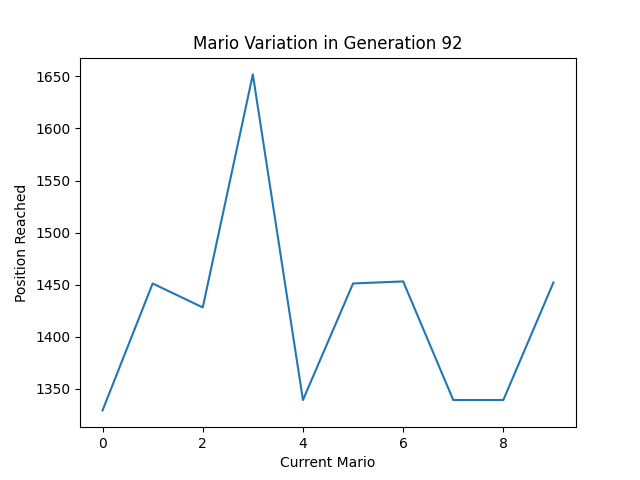 Mario Variation in Generation 92
1650
1600
1550
1500
1450
1400
1350
Position Reached
0 2 4 6 8
Current Mario